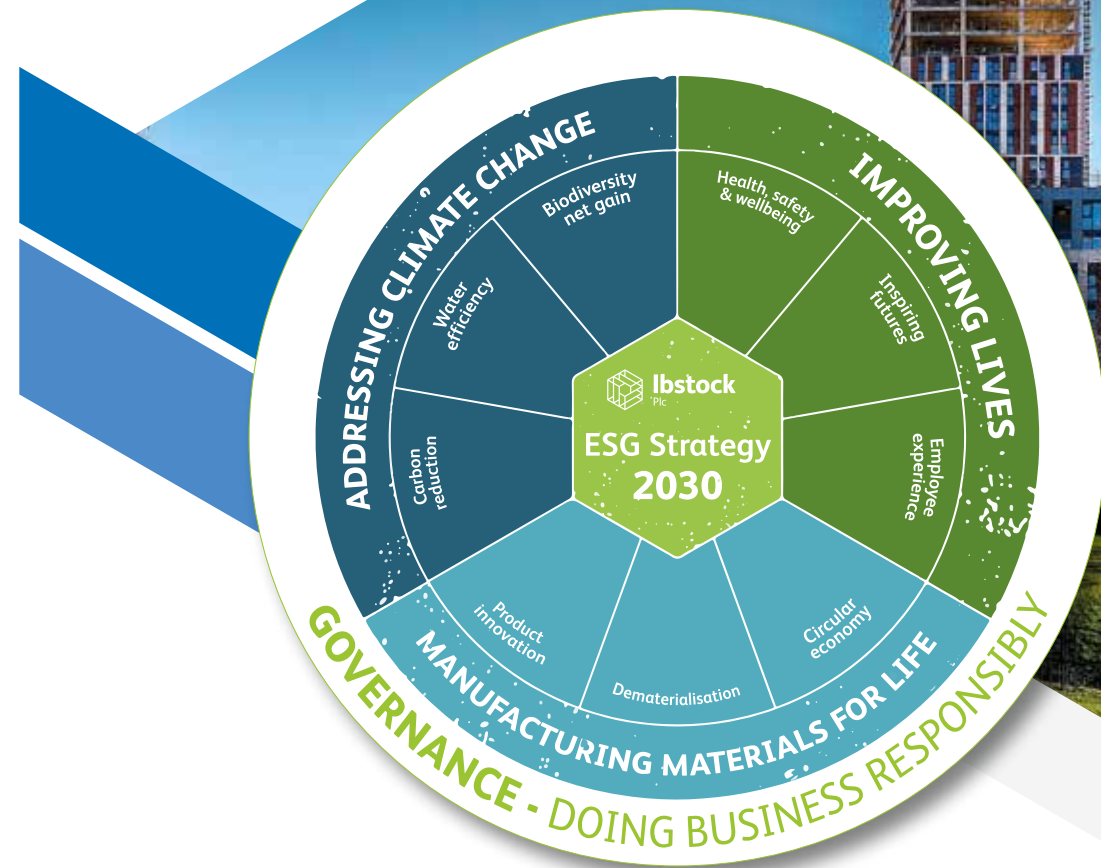 ADDRESSING CLIMATE CHANGE
Biodiversity
net gain
Water
efficiency
Carbon
reduction
IMPROVING LIVES
Health, safety
& wellbeing
Inspiring
futures
Employee
experience
Ibstock
Plc
ESG Strategy
2030
Product
innovation
Dematerialisation
Circular
economy
MANUFACTURING MATERIALS FOR LIFE
GOVERNANCE - DOING BUSINESS RESPONSIBLY